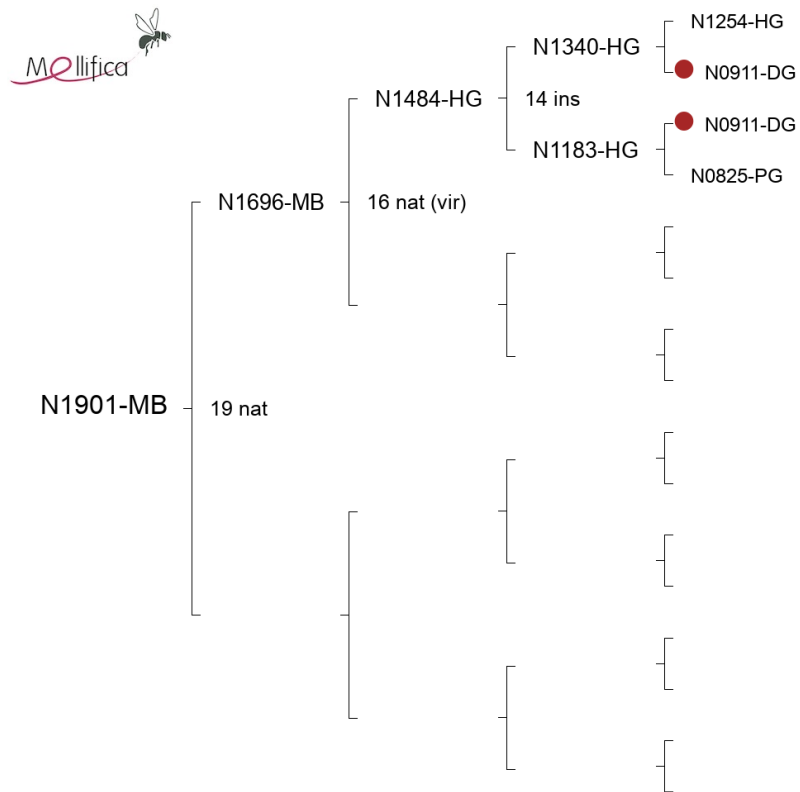 Mellifica
N1254-HG
N1340-HG
N0911-DG
N1484-HG
14 ins
N0911-DG
N1183-HG
N0825-PG
N1696-MB
16 nat (vir)
N1901-MB
19 nat